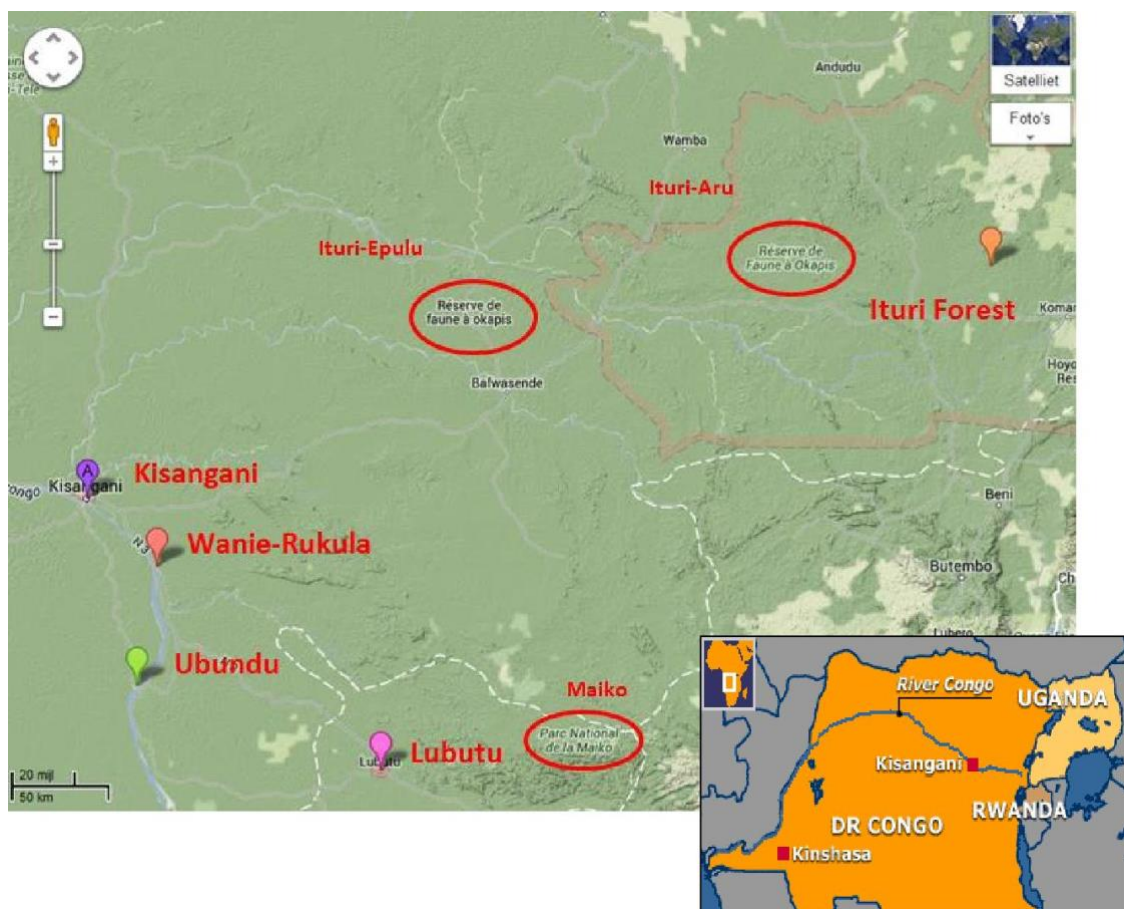 Andudu
Satelliet
Foto's
Wamba
Ituri-Aru
Ituri-Epulu
Réserve de
Faune à Okapis
Réserve de
faune à okapis
Ituri Forest
Bafwasende
A
Kisangani
Kisangani
Beni
N3
Wanie-Rukula
Butembo
Ubundu
Maiko
Parc National
de la Maiko
Lubutu
Lubutu
20 mijl
50 km
River Congo
UGANDA
Kisangani
RWANDA
DR CONGO
Kinshasa